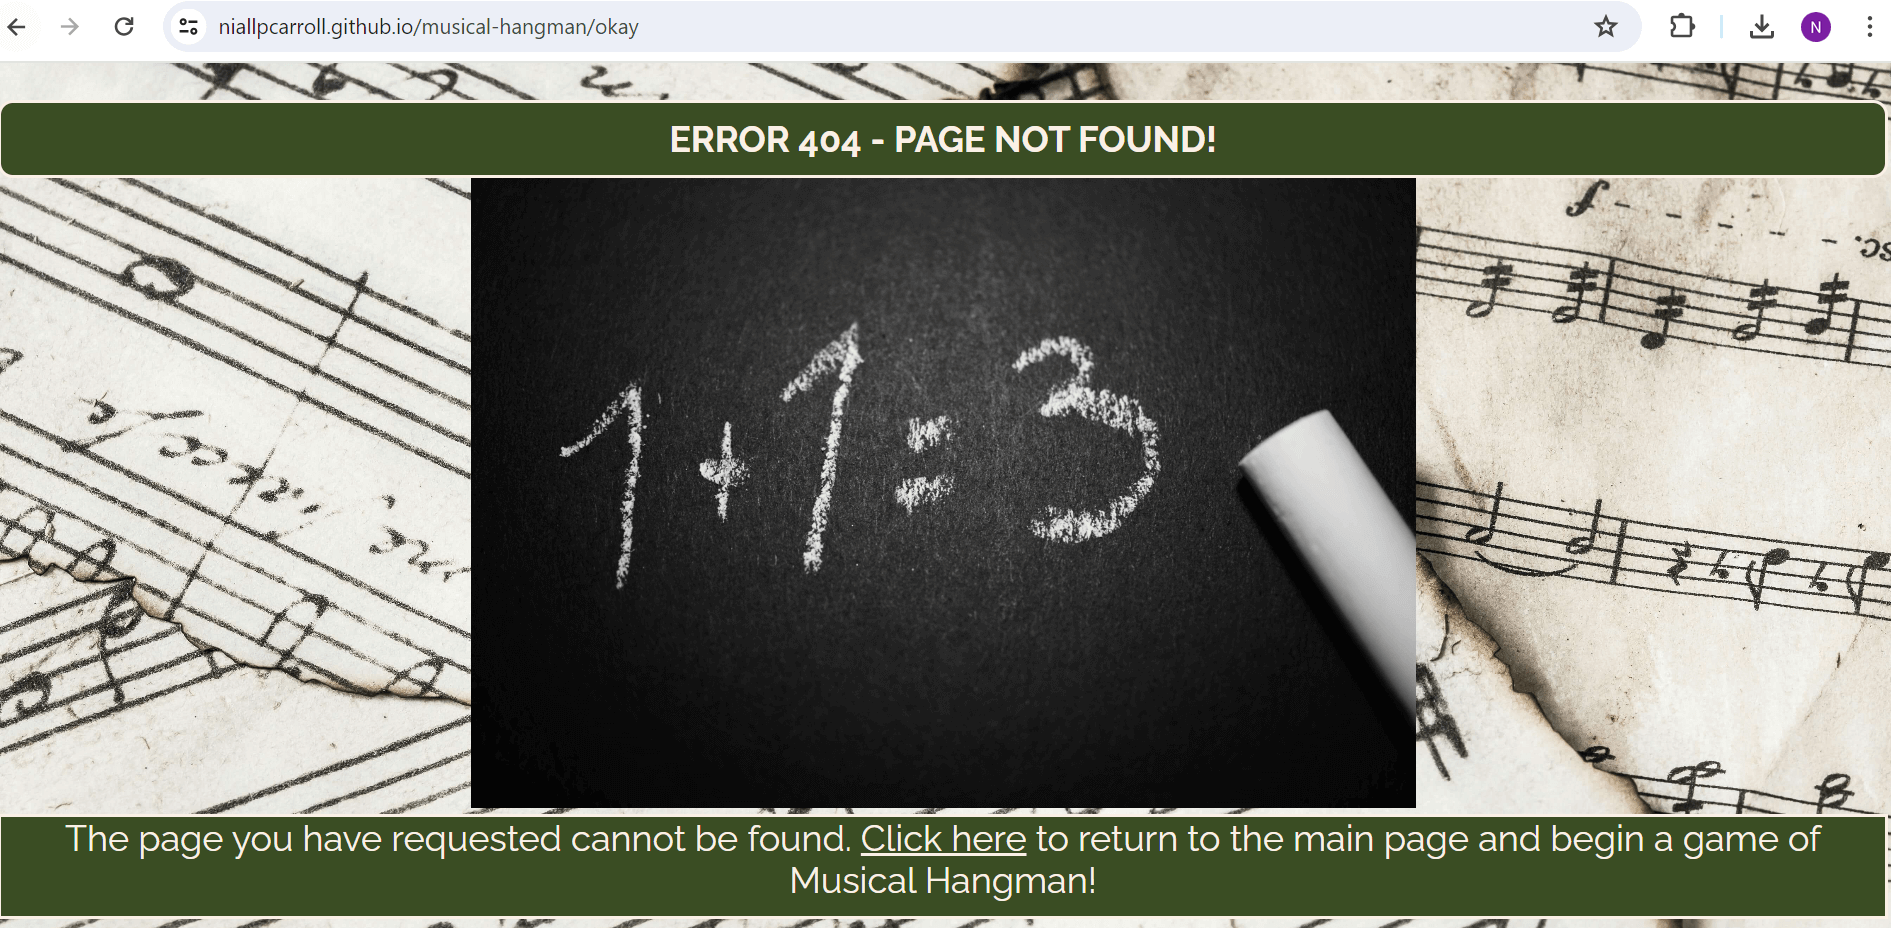 niallpcarroll.github.io/musical-hangman/okay
N
ERROR 404 - PAGE NOT FOUND!
1+1=3
The page you have requested cannot be found. Click here to return to the main page and begin a game of
Musical Hangman!